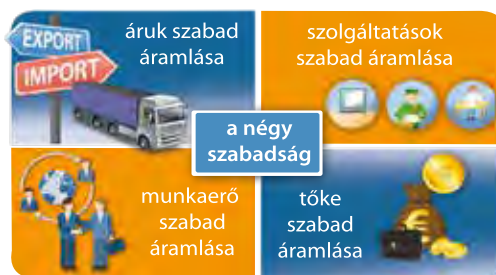 EXPORT
IMPORT
áruk szabad
áramlása
szolgáltatások
szabad áramlása
a négy
szabadság
munkaerő
szabad
áramlása
tőke
szabad
áramlása